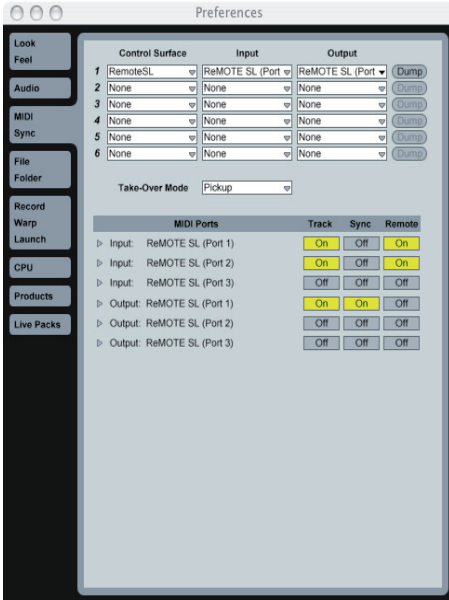 Preferences
Look
Feel
Audio
MIDI
Sync
File
Folder
Record
Warp
Launch
CPU
Products
Live Packs
Control Surface Input Output
1 RemoteSL ReMOTE SL (Port ReMOTE SL (Port Dump
2 None None None Dump
3 None None None Dump
4 None None None Dump
5 None None None Dump
6 None None None Dump
Take-Over Mode Pickup
MIDI Ports Track Sync Remote
Input: ReMOTE SL (Port 1) On Off On
Input: ReMOTE SL (Port 2) On Off On
Input: ReMOTE SL (Port 3) Off Off Off
Output: ReMOTE SL (Port 1) On On Off
Output: ReMOTE SL (Port 2) Off Off Off
Output: ReMOTE SL (Port 3) Off Off Off